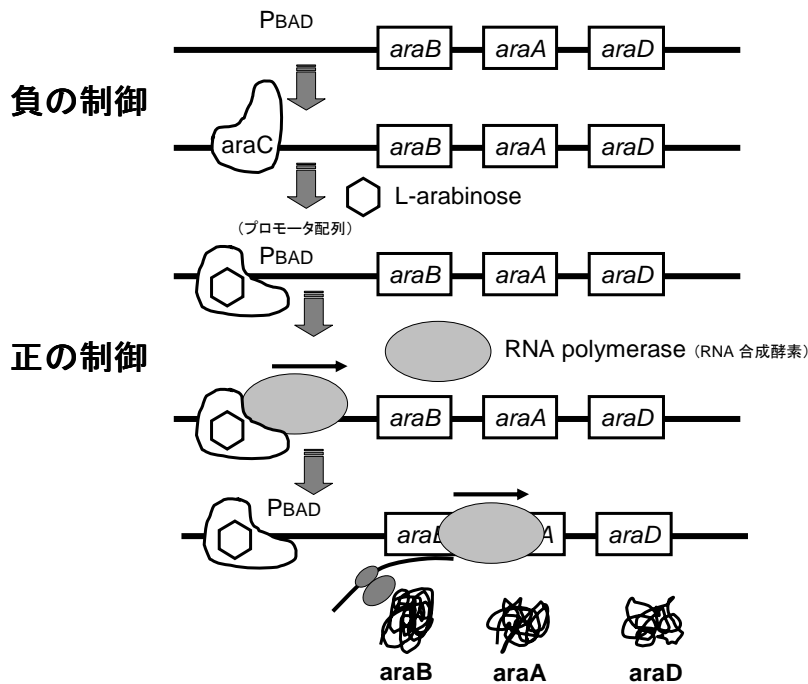 PBAD
araB araA araD
負の制御
araC
araB araA araD
L-arabinose
(プロモータ配列)
PBAD
araB araA araD
RNA polymerase (RNA 合成酵素)
正の制御
araB araA araD
PBAD
araB A araD
araB araA araD